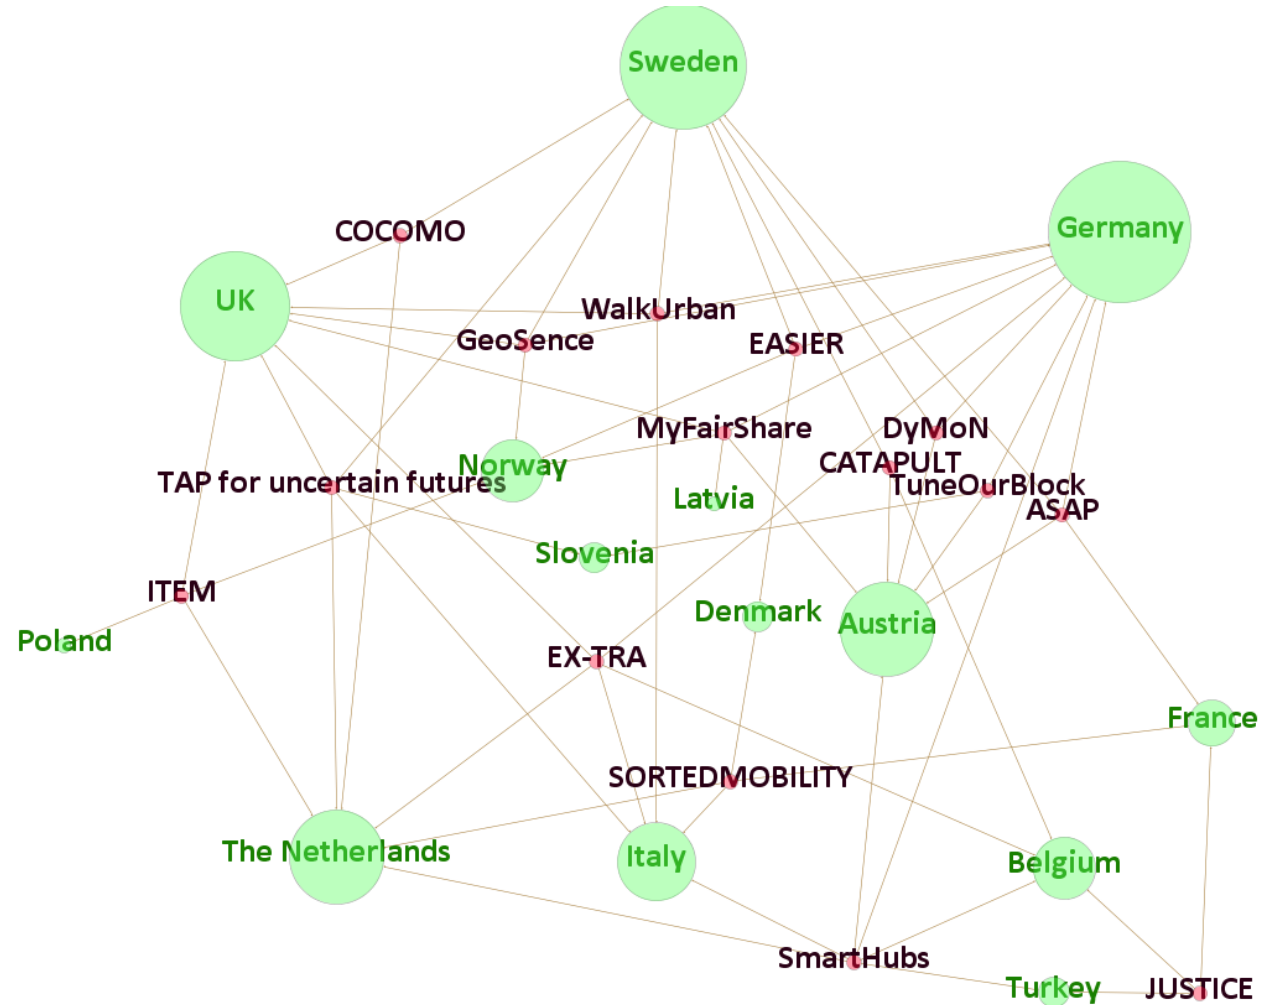 Sweden
Germany
COCOMO
UK
WalkUrban
GeoSence
EASIER
MyFairShare
DyMoN
CATAPULT
Norway
TAP for uncertain futures
TuneOurBlock
Latvia
ASAP
Slovenia
ITEM
Denmark
Austria
Poland
EX-TRA
France
SORTEDMOBILITY
The Netherlands
Italy
Belgium
SmartHubs
Turkey
JUSTICE